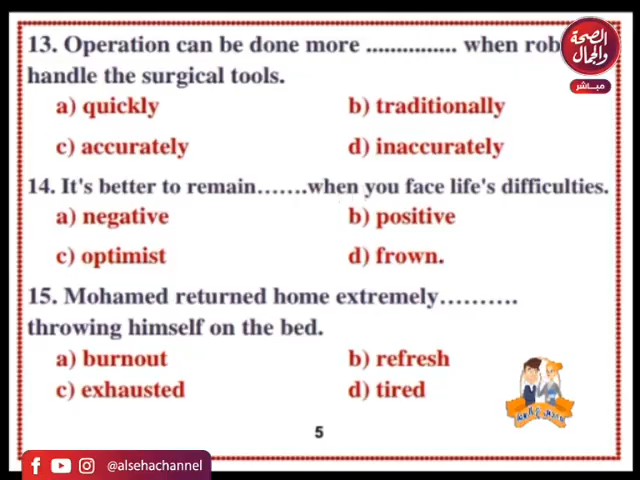 13. Operation can be done more ............... when rob
handle the surgical tools.
a) quickly
b) traditionally
c) accurately
d) inaccurately
14. It's better to remain…….when you face life's difficulties.
a) negative
b) positive
c) optimist
d) frown.
15. Mohamed returned home extremely……….
throwing himself on the bed.
a) burnout
b) refresh
c) exhausted
d) tired
5
الصحة
والجمال
مباشر
@alsehachannel